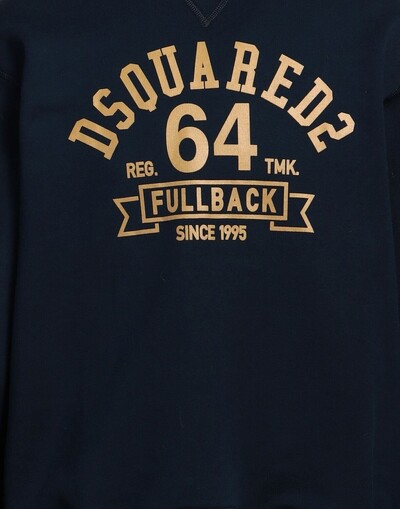 DSQUARED2
64
REG. TMK.
FULLBACK
SINCE 1995